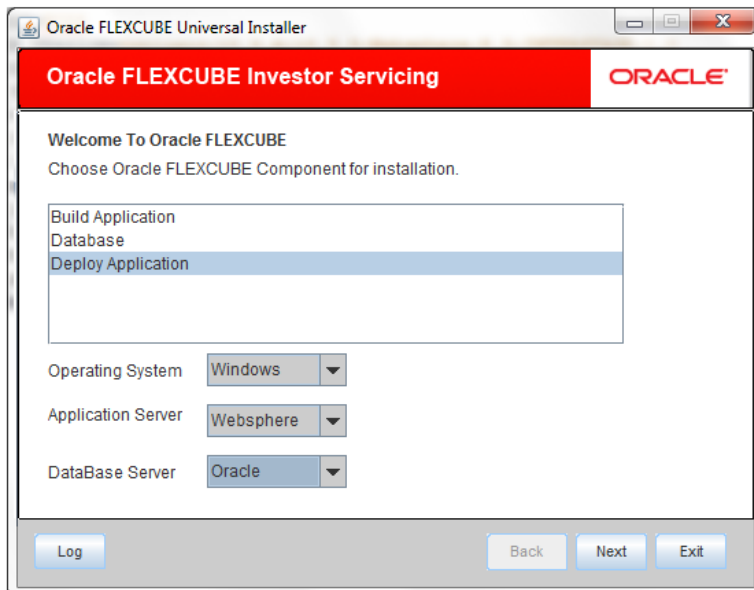 Oracle FLEXCUBE Universal Installer
Oracle FLEXCUBE Investor Servicing
ORACLE
Welcome To Oracle FLEXCUBE
Choose Oracle FLEXCUBE Component for installation.
Build Application
Database
Deploy Application
Operating System Windows
Application Server Websphere
DataBase Server Oracle
Log Back Next Exit